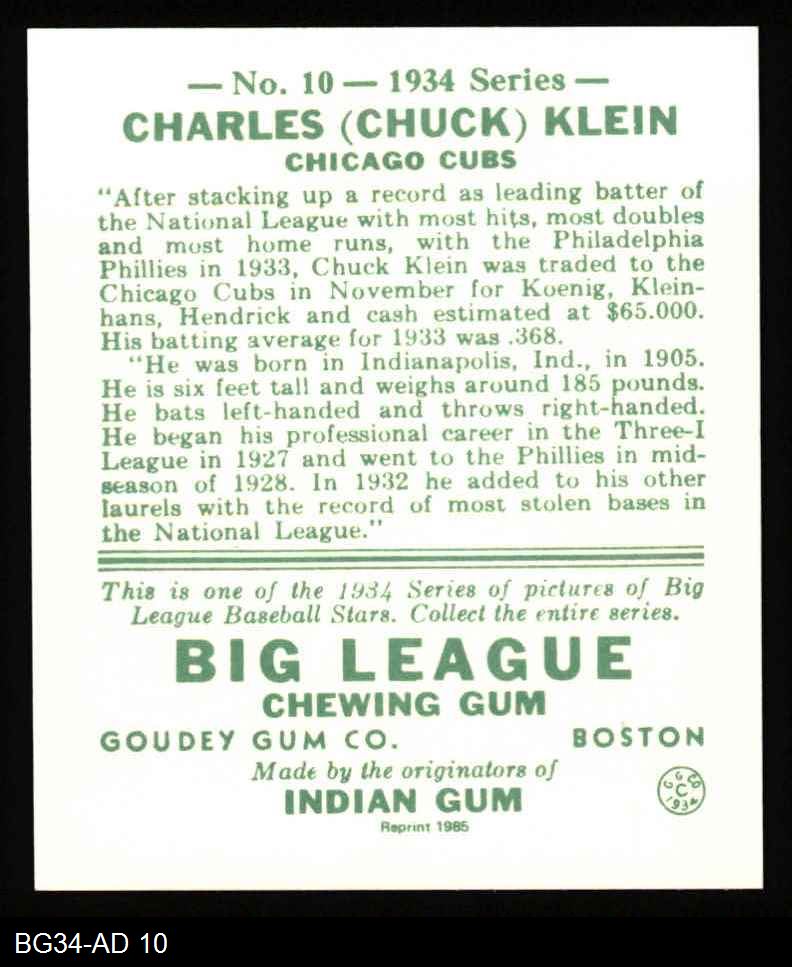 — No. 10 — 1934 Series —
CHARLES (CHUCK) KLEIN
CHICAGO CUBS
"After stacking up a record as leading batter of
the National League with most hits, most doubles
and most home runs, with the Philadelphia
Phillies in 1933, Chuck Klein was traded to the
Chicago Cubs in November for Koenig, Klein-
hans, Hendrick and cash estimated at $65.000.
His batting average for 1933 was .368.
"He was born in Indianapolis, Ind., in 1905.
He is six feet tall and weighs around 185 pounds.
He bats left-handed and throws right-handed.
He began his professional career in the Three-I
League in 1927 and went to the Phillies in mid-
season of 1928. In 1932 he added to his other
laurels with the record of most stolen bases in
the National League."
This is one of the 1934 Series of pictures of Big
League Baseball Stars. Collect the entire series.
BIG LEAGUE
CHEWING GUM
GOUDEY GUM CO. BOSTON
Made by the originators of
INDIAN GUM
G G CO
C
1934
Reprint 1985
BG34-AD 10